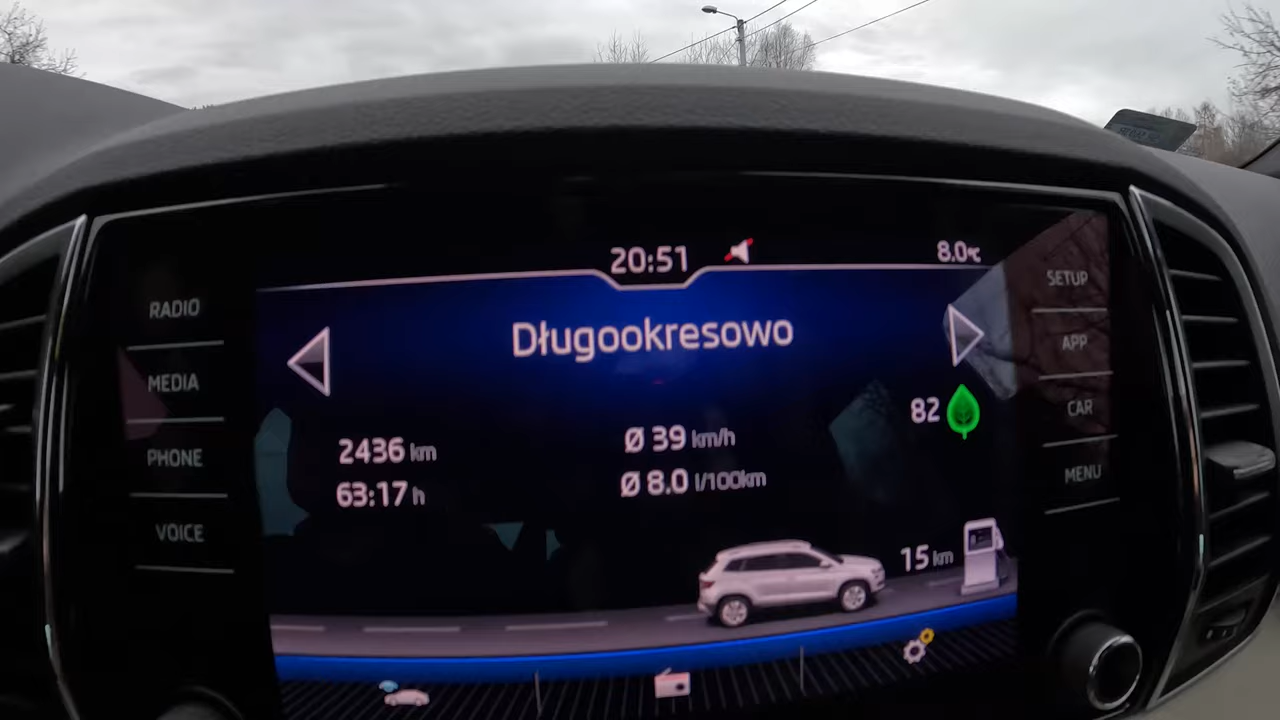 20:51
8.0°C
RADIO
MEDIA
PHONE
VOICE
SETUP
APP
CAR
MENU
Długookresowo
82
2436 km
63:17 h
Ø 39 km/h
Ø 8.0 l/100km
15 km